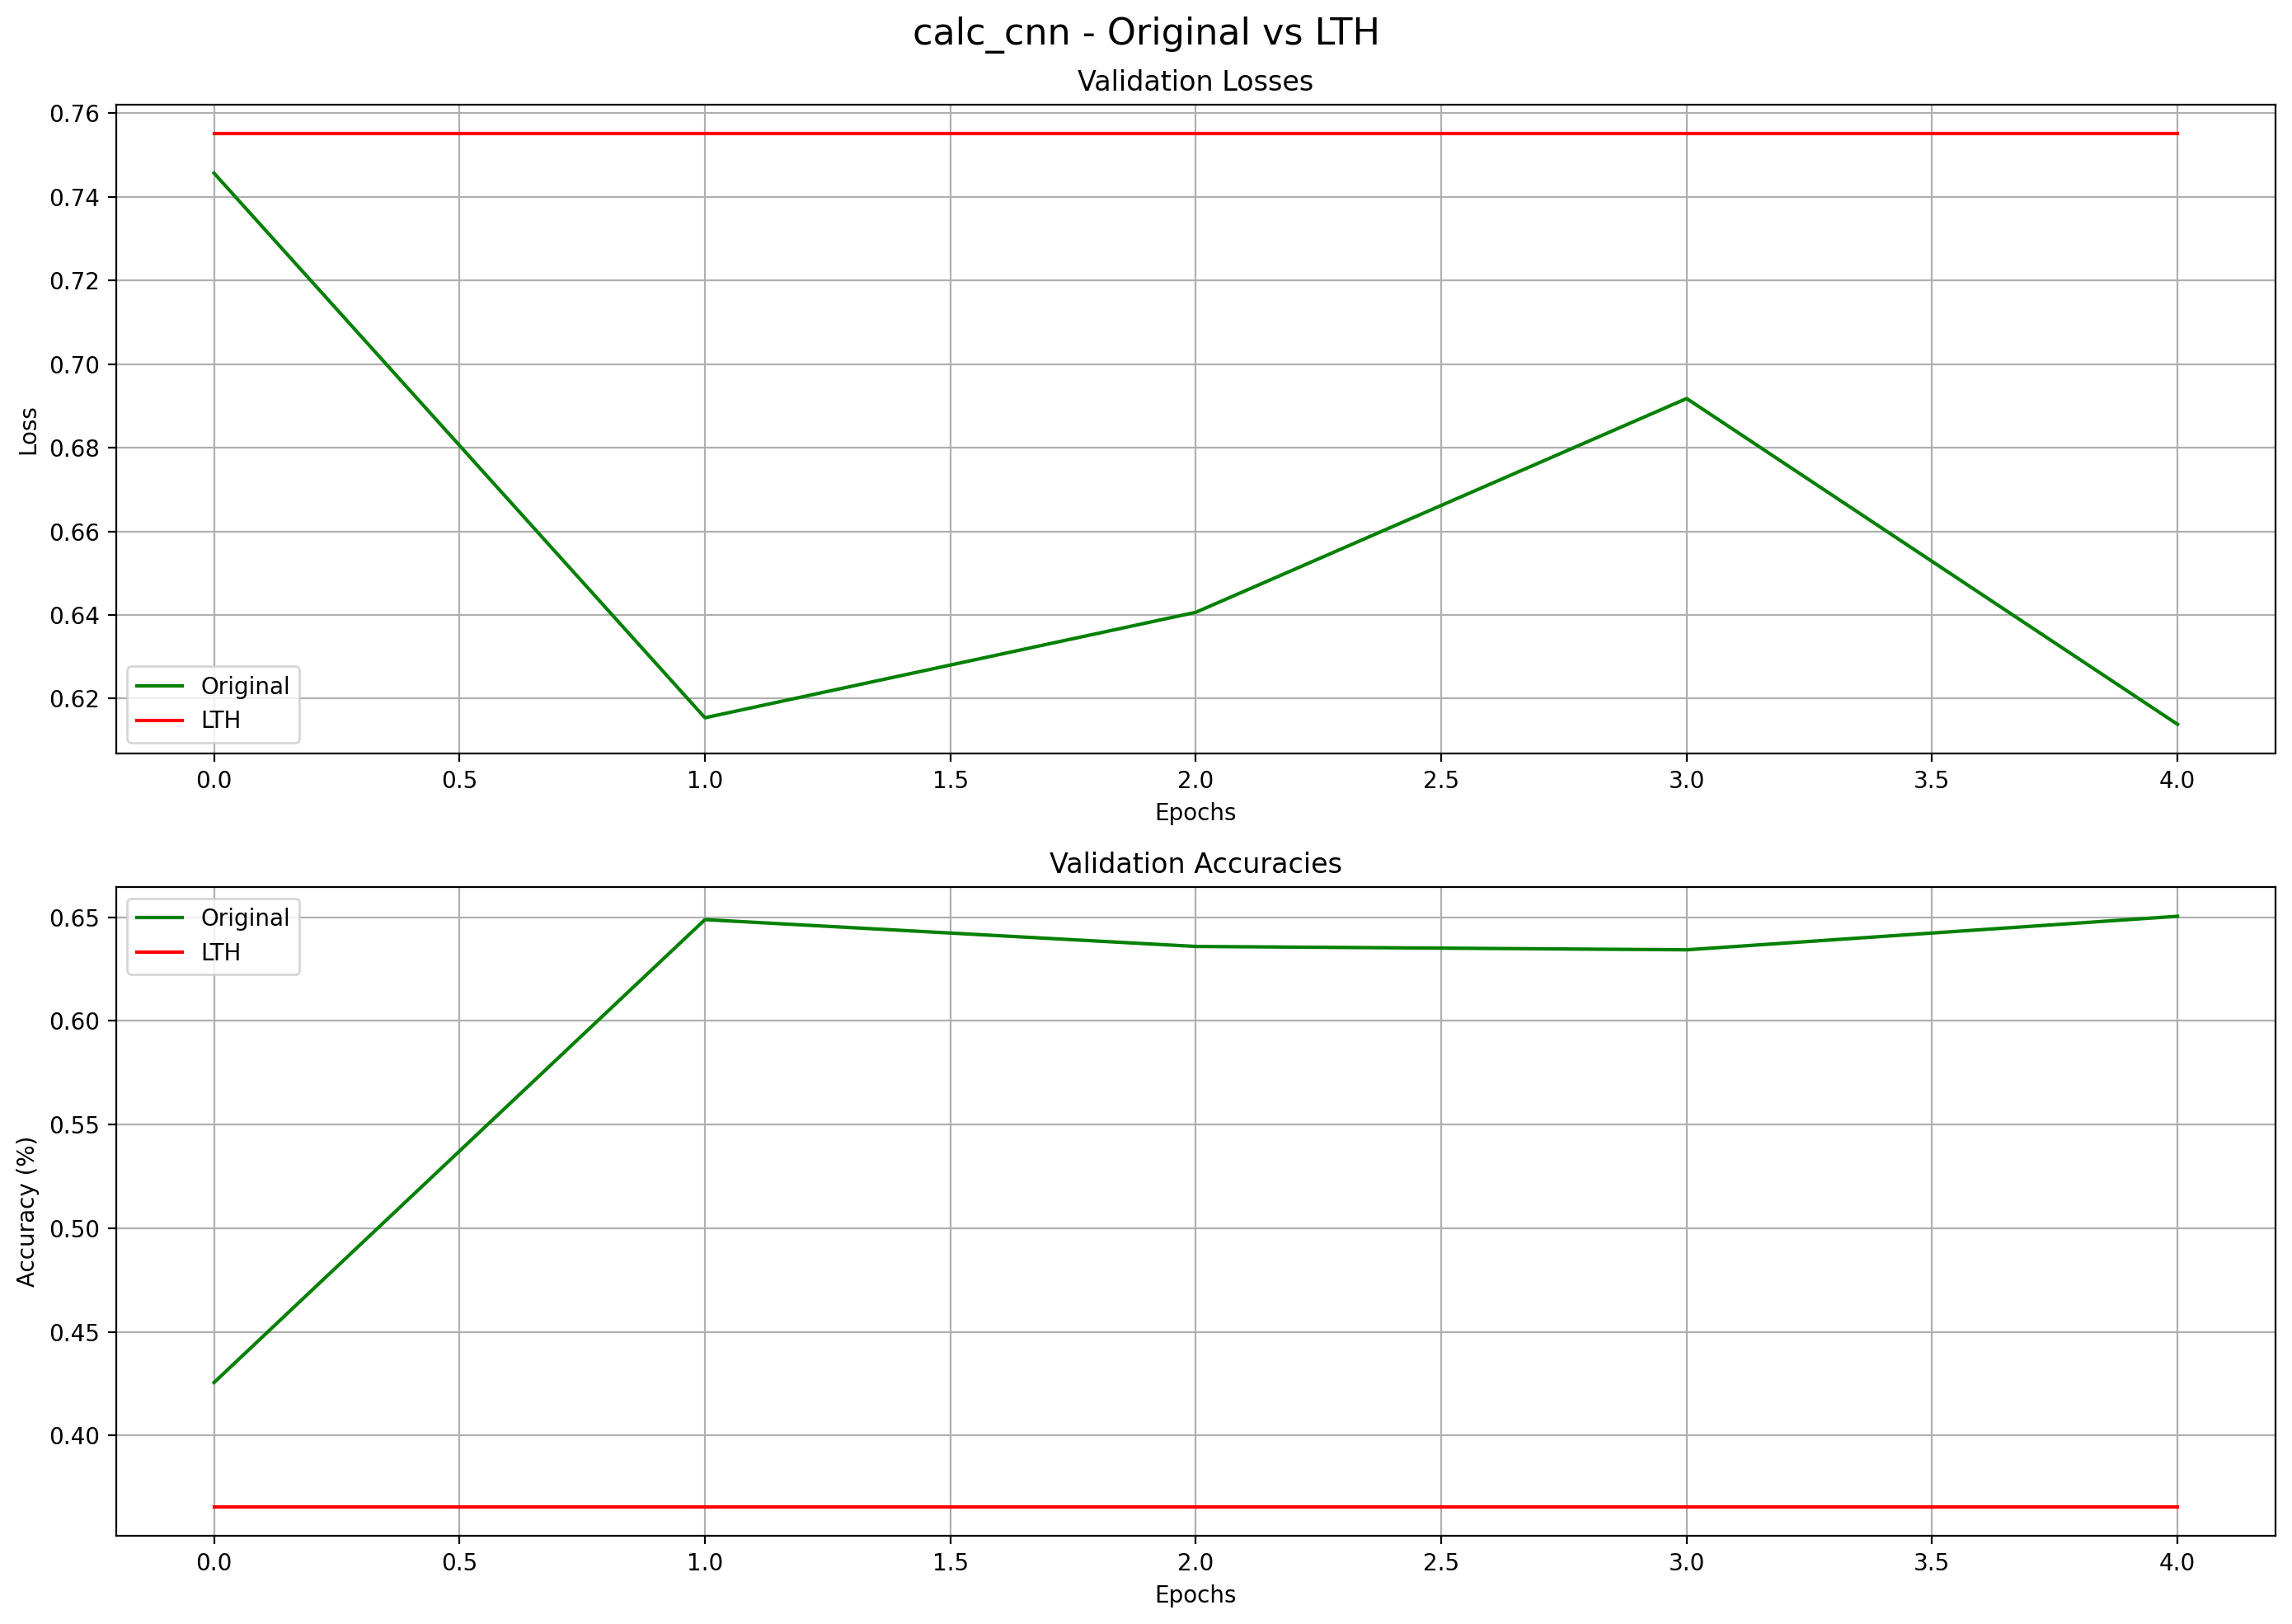 calc_cnn - Original vs LTH
Validation Losses
0.76
0.74
0.72
0.70
0.68
0.66
0.64
0.62
Loss
Original
LTH
0.0 0.5 1.0 1.5 2.0 2.5 3.0 3.5 4.0
Epochs
Validation Accuracies
0.65
0.60
0.55
0.50
0.45
0.40
Accuracy (%)
Original
LTH
0.0 0.5 1.0 1.5 2.0 2.5 3.0 3.5 4.0
Epochs